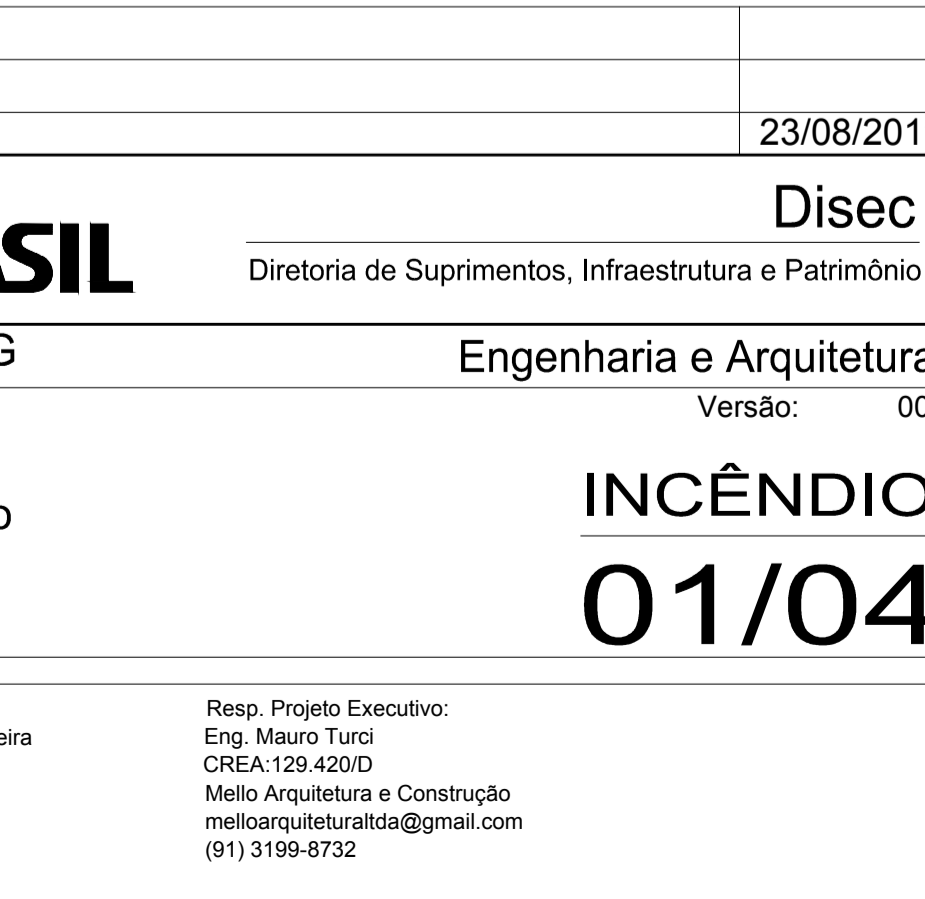 23/08/201
Disec
ASIL
Diretoria de Suprimentos, Infraestrutura e Patrimônio
G
Engenharia e Arquitetura
Versão: 00
INCÊNDIO
o
01/04
Resp. Projeto Executivo:
eira
Eng. Mauro Turci
CREA:129.420/D
Mello Arquitetura e Construção
melloarquiteturaltda@gmail.com
(91) 3199-8732